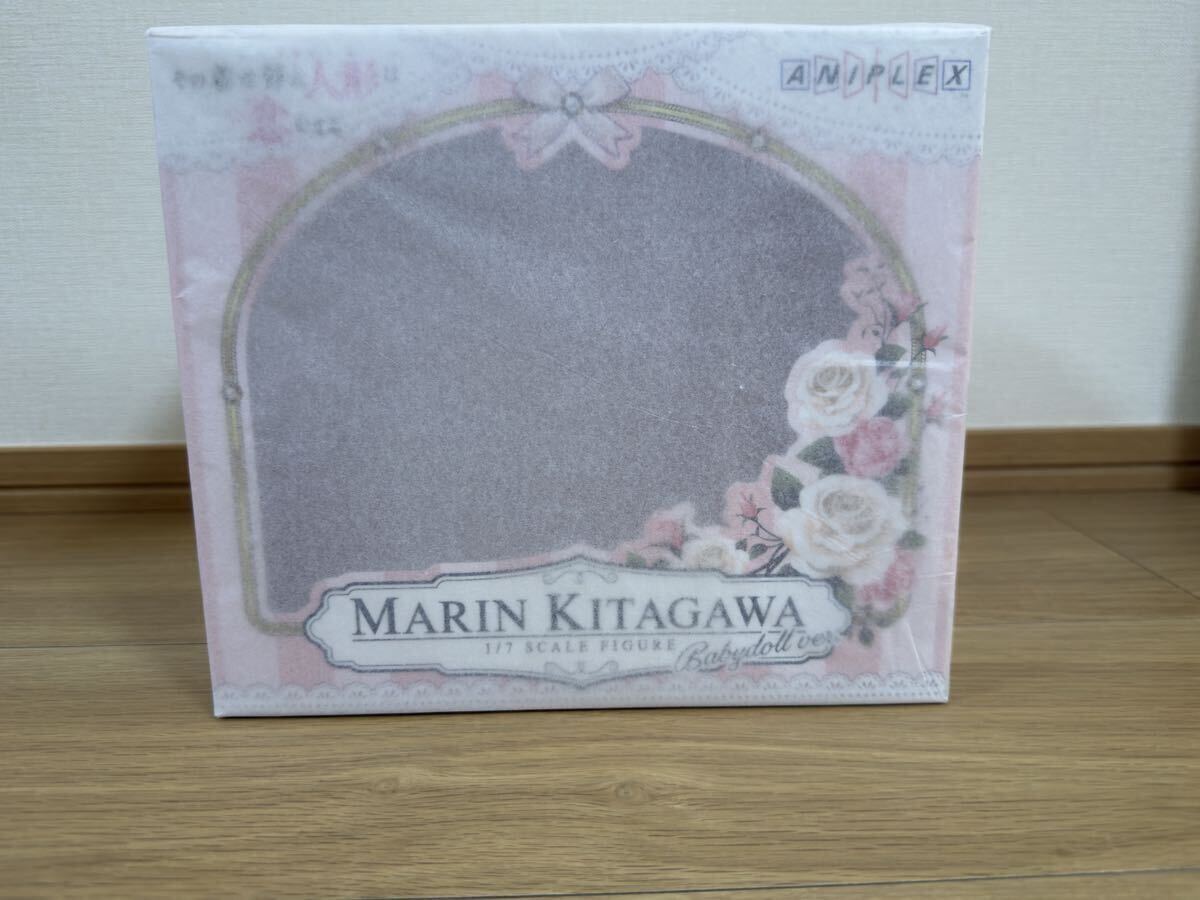 その着せ替え人形は
恋をする
ANIPLEX
MARIN KITAGAWA
1/7 SCALE FIGURE
Babydoll ver.